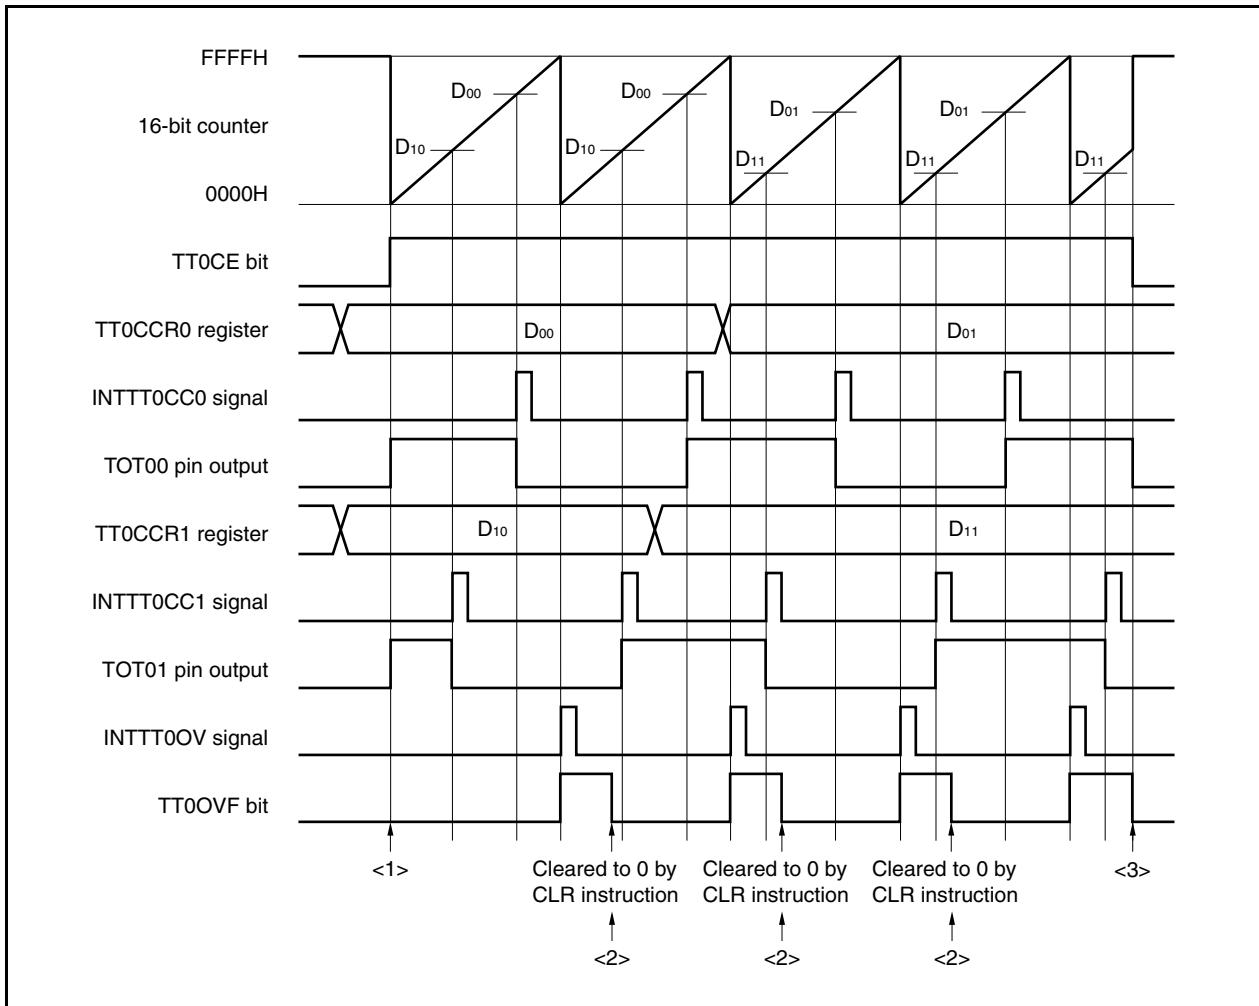 FFFFH
16-bit counter
0000H
D00
D10
D00
D10
D01
D11
D01
D11
D11
TT0CE bit
TT0CCR0 register
D00
D01
INTTT0CC0 signal
TOT00 pin output
TT0CCR1 register
D10
D11
INTTT0CC1 signal
TOT01 pin output
INTTT0OV signal
TT0OVF bit
<1>
Cleared to 0 by
CLR instruction
<2>
Cleared to 0 by
CLR instruction
<2>
Cleared to 0 by
CLR instruction
<2>
<3>